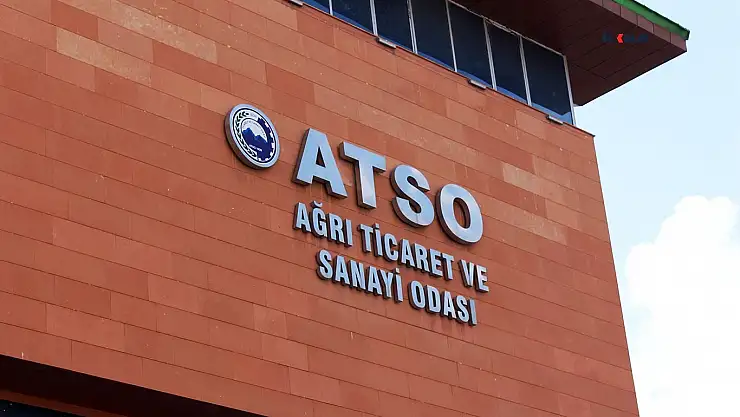 ATSO
AĞRI TİCARET VE
SANAYİ ODASI